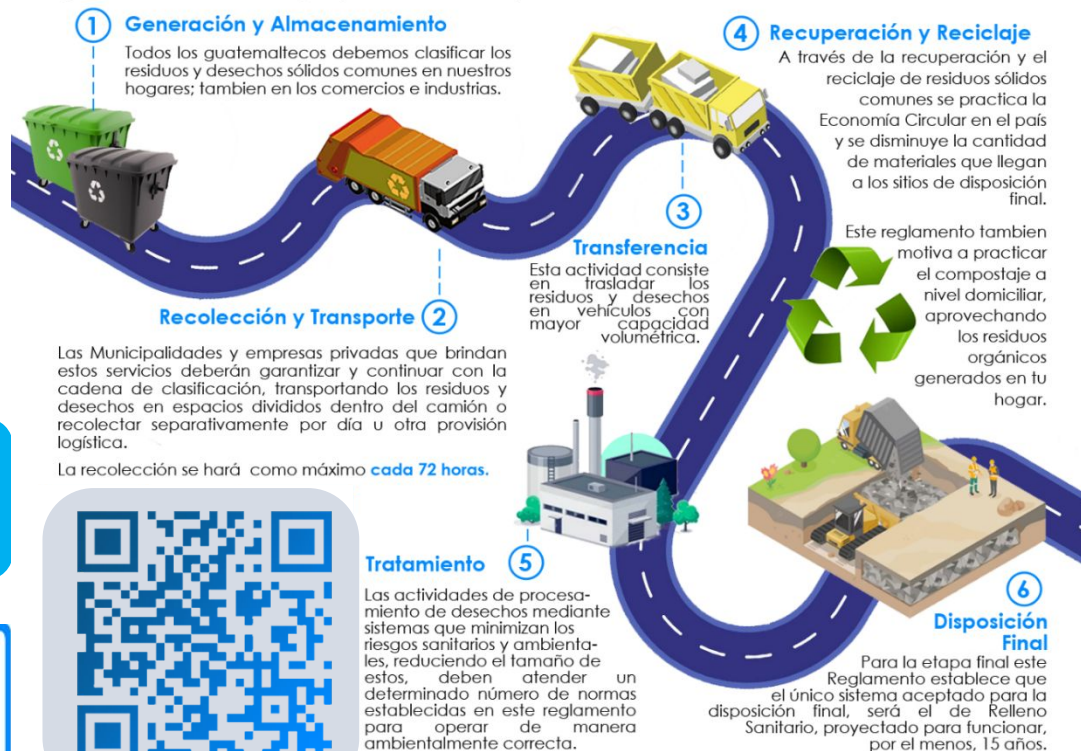 1 Generación y Almacenamiento
Todos los guatemaltecos debemos clasificar los
residuos y desechos sólidos comunes en nuestros
hogares; tambien en los comercios e industrias.
Recolección y Transporte 2
Las Municipalidades y empresas privadas que brindan
estos servicios deberán garantizar y continuar con la
cadena de clasificación, transportando los residuos y
desechos en espacios divididos dentro del camión o
recolectar separativamente por día u otra provisión
logística.
La recolección se hará como máximo cada 72 horas.
3
Transferencia
Esta actividad consiste
en trasladar los
residuos y desechos
en vehículos con
mayor capacidad
volumétrica.
4 Recuperación y Reciclaje
A través de la recuperación y el
reciclaje de residuos sólidos
comunes se practica la
Economía Circular en el país
y se disminuye la cantidad
de materiales que llegan
a los sitios de disposición
final.
Este reglamento tambien
motiva a practicar
el compostaje a
nivel domiciliar,
aprovechando
los residuos
orgánicos
generados en tu
hogar.
Tratamiento 5
Las actividades de procesa-
miento de desechos mediante
sistemas que minimizan los
riesgos sanitarios y ambienta-
les, reduciendo el tamaño de
estos, deben atender un
determinado número de normas
establecidas en este reglamento
para operar de manera
ambientalmente correcta.
6
Disposición
Final
Para la etapa final este
Reglamento establece que
el único sistema aceptado para la
disposición final, será el de Relleno
Sanitario, proyectado para funcionar,
por el mas, 15 años.